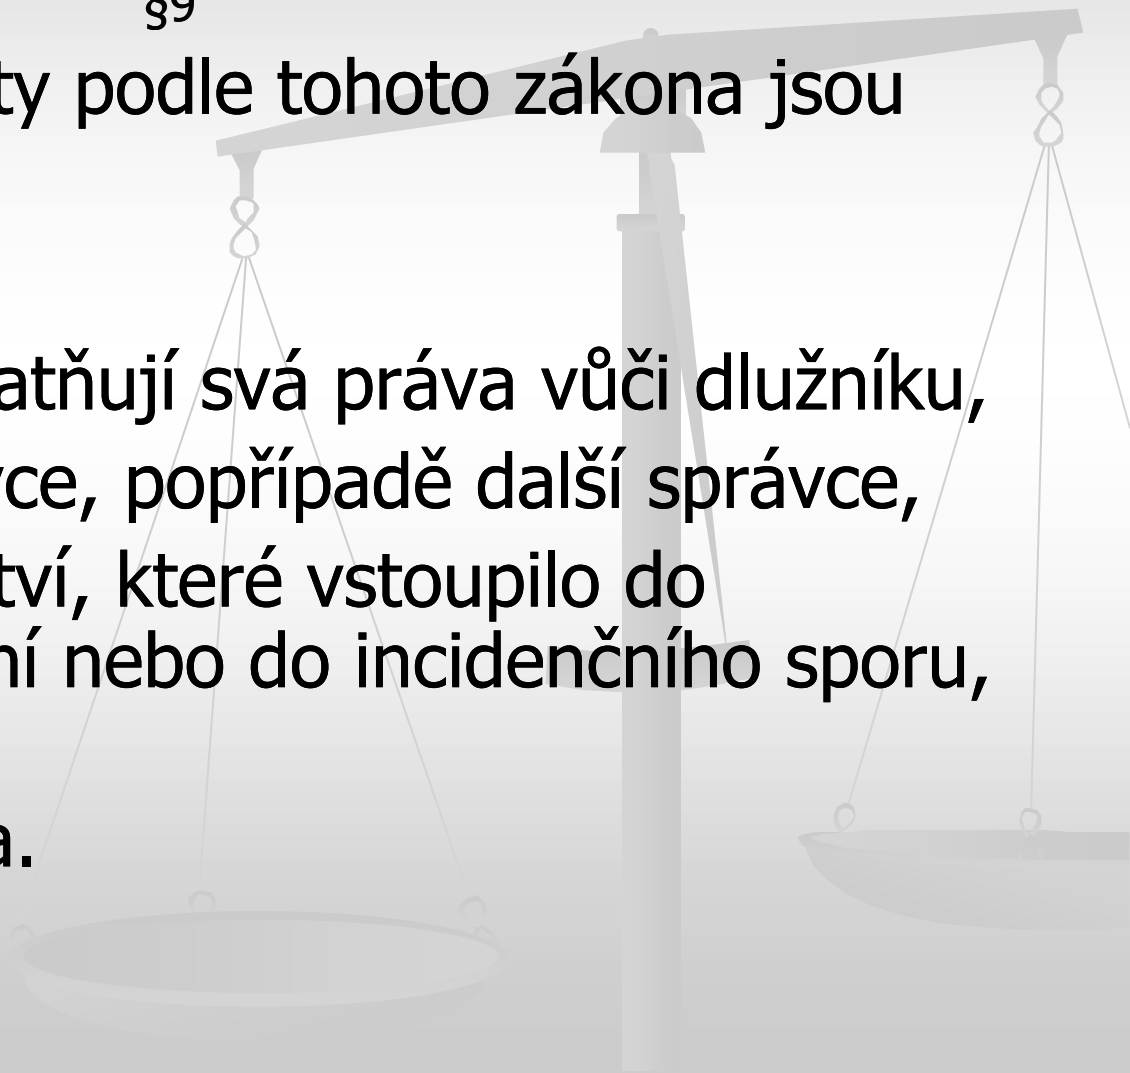 §9
ty podle tohoto zákona jsou
atňují svá práva vůči dlužníku,
vce, popřípadě další správce,
tví, které vstoupilo do
ní nebo do incidenčního sporu,
a.